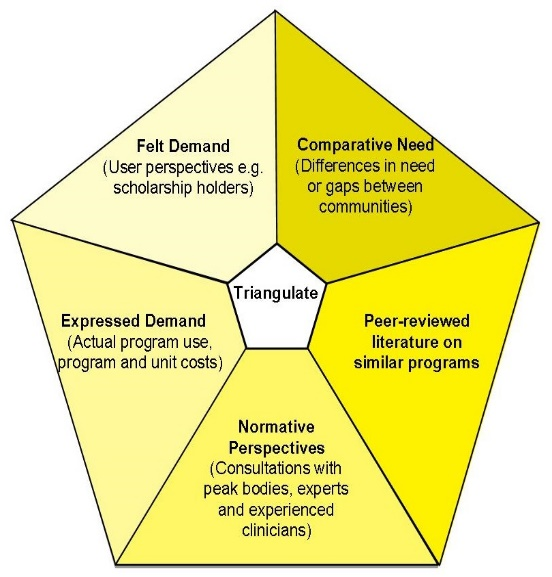 Felt Demand
(User perspectives e.g.
scholarship holders)
Comparative Need
(Differences in need
or gaps between
communities)
Triangulate
Expressed Demand
(Actual program use,
program and unit costs)
Peer-reviewed
literature on
similar programs
Normative
Perspectives
(Consultations with
peak bodies, experts
and experienced
clinicians)